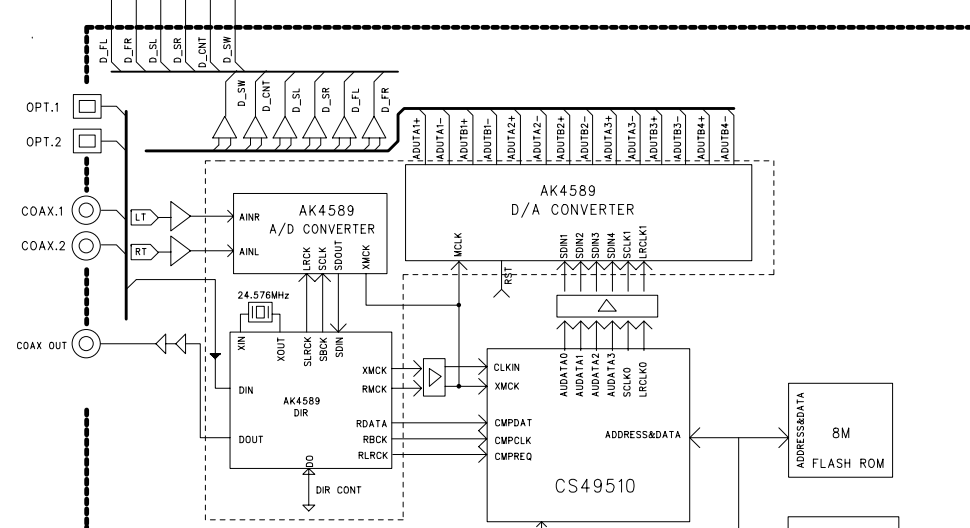 D_FL
D_FR
D_SL
D_SR
D_CNT
D_SW
D_SW
D_CNT
D_SL
D_SR
D_FL
D_FR
OPT.1
OPT.2
COAX.1
COAX.2
COAX OUT
LT
RT
ADUTA1+
ADUTA1-
ADUTB1+
ADUTB1-
ADUTA2+
ADUTA2-
ADUTB2+
ADUTB2-
ADUTA3+
ADUTA3-
ADUTB3+
ADUTB3-
ADUTB4+
ADUTB4-
AK4589
D/A CONVERTER
MCLK
RST
SDIN1
SDIN2
SDIN3
SDIN4
SCLK1
LRCLK1
AK4589
A/D CONVERTER
AINR
AINL
LRCK
SCLK
SDOUT
XMCK
24.576MHz
XIN
XOUT
SLRCK
SBCK
SDIN
XMCK
RMCK
DIN
AK4589
DIR
DOUT
RDATA
RBCK
RLRCK
DO
DIR CONT
CLKIN
XMCK
CMPDAT
CMPCLK
CMPREQ
AUDATA0
AUDATA1
AUDATA2
AUDATA3
SCLK0
LRCLK0
ADDRESS&DATA
CS49510
ADDRESS&DATA
8M
FLASH ROM